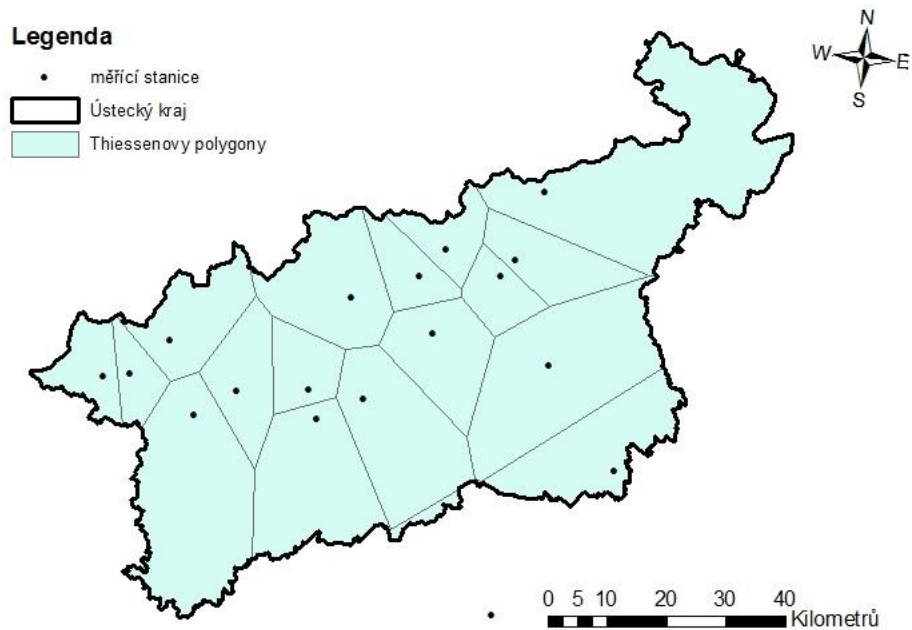 Legenda
měřící stanice
Ústecký kraj
Thiessenovy polygony
N
W E
S
0 5 10 20 30 40
Kilometrů